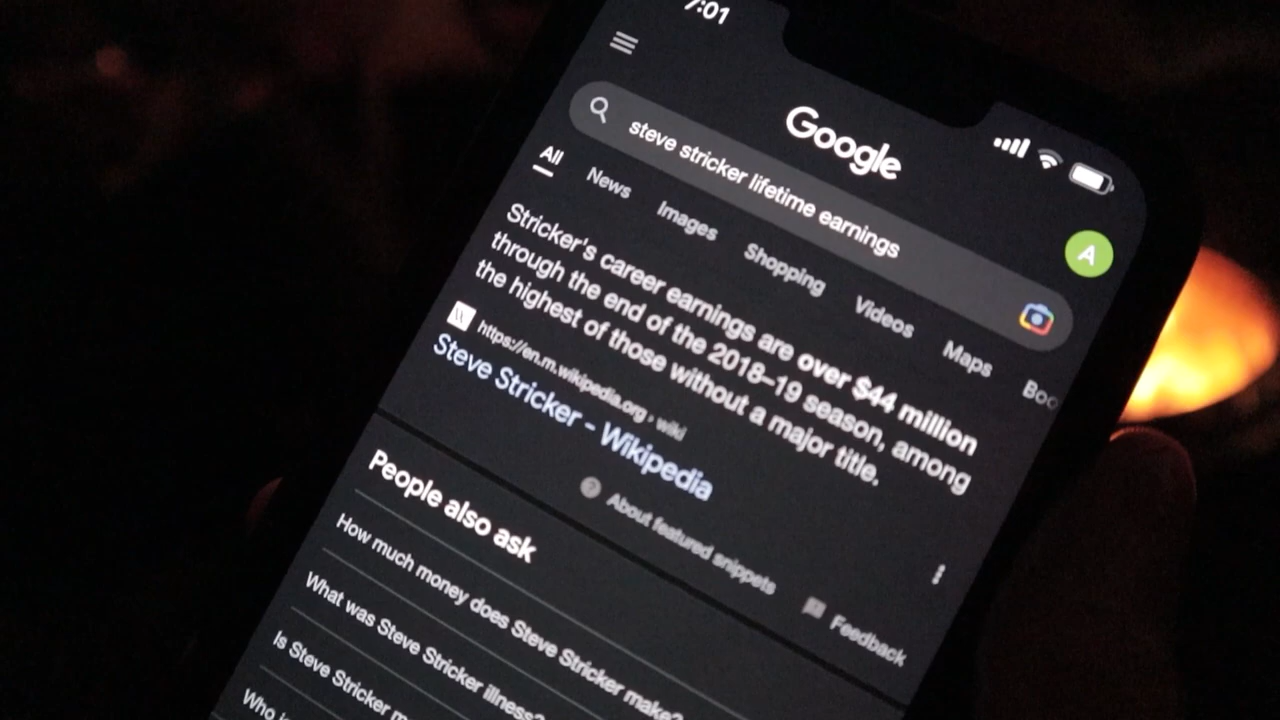 7:01
Google
steve stricker lifetime earnings
A
All News Images Shopping Videos Maps Boo
Stricker's career earnings are over $44 million
through the end of the 2018–19 season, among
the highest of those without a major title.
W
https://en.m.wikipedia.org › wiki
Steve Stricker - Wikipedia
? About featured snippets
Feedback
People also ask
How much money does Steve Stricker make?
What was Steve Stricker illness?
Is Steve Stricker m
Who i